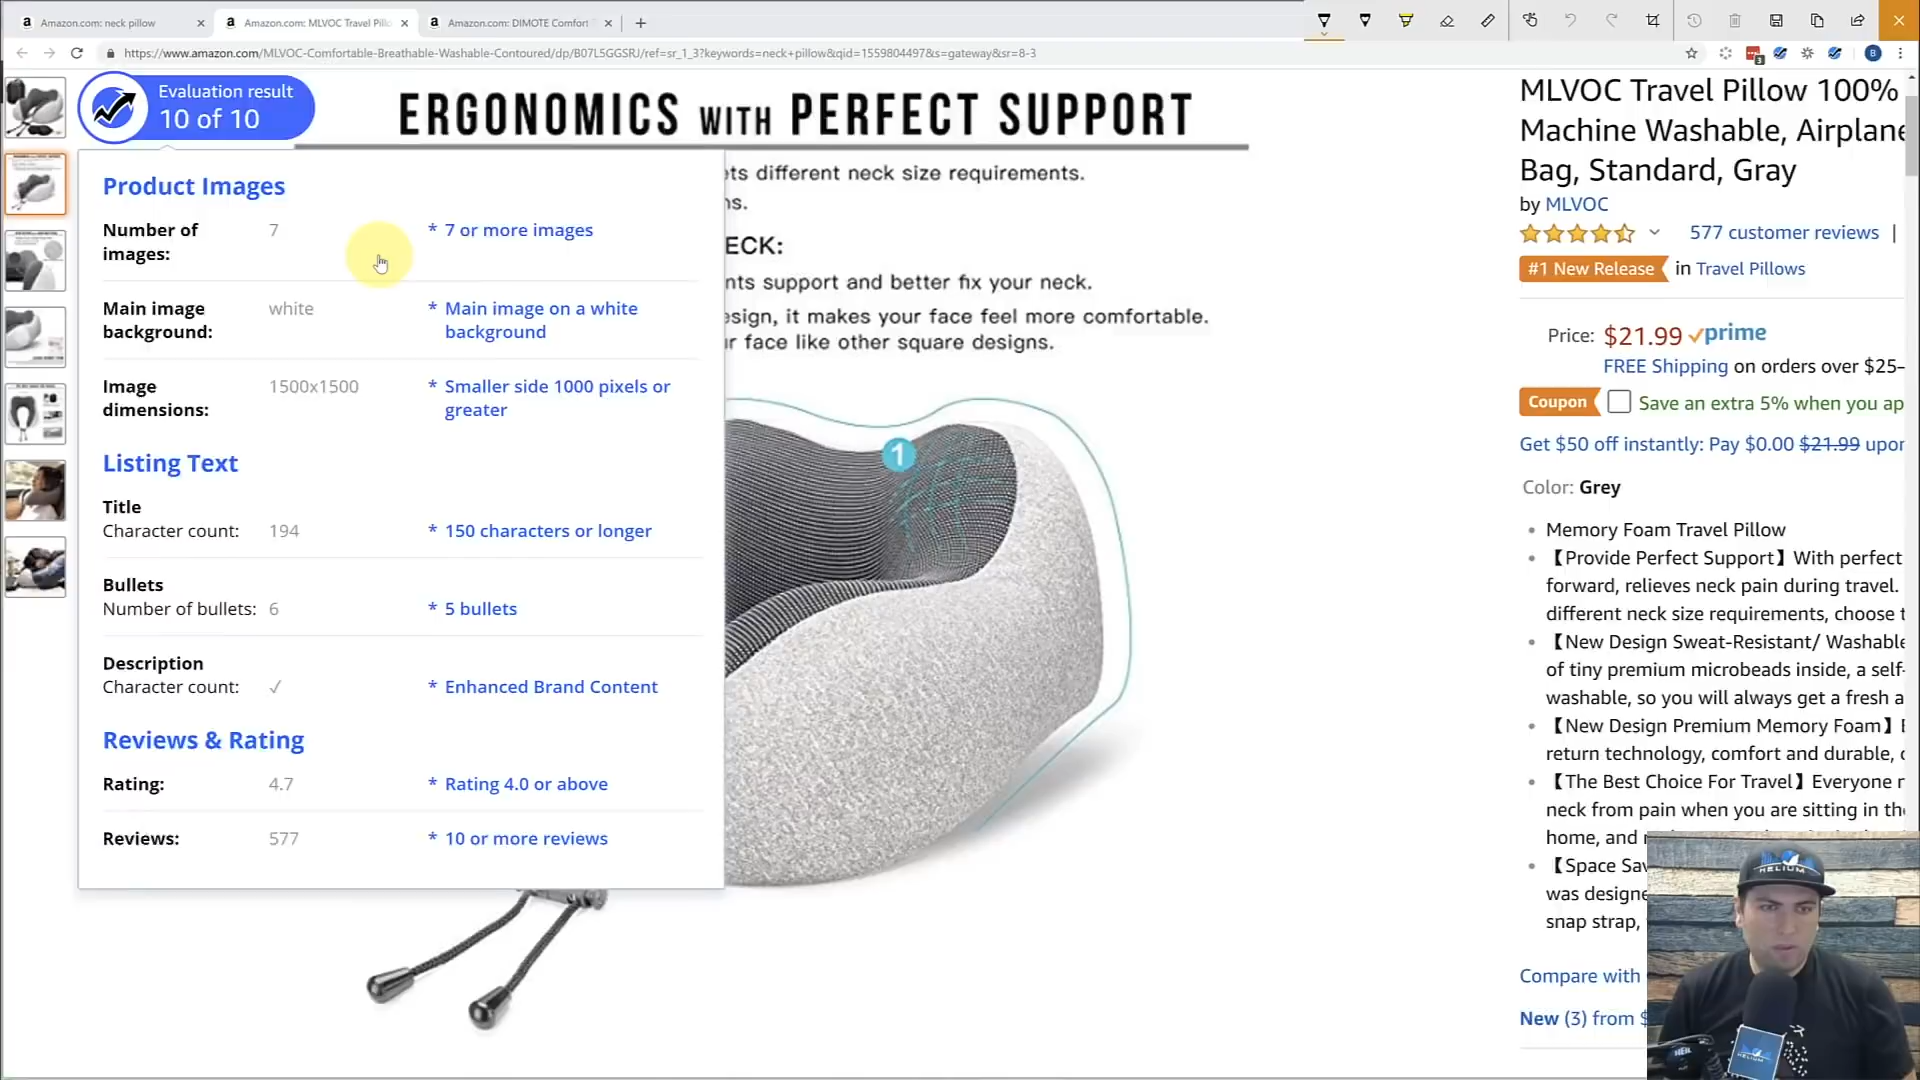 Amazon.com: neck pillow
Amazon.com: MLVOC Travel Pillo
Amazon.com: DIMOTE Comfort
https://www.amazon.com/MLVOC-Comfortable-Breathable-Washable-Contoured/dp/B07L5GGSRJ/ref=sr_1_3?keywords=neck+pillow&qid=1559804497&s=gateway&sr=8-3
3
B
Evaluation result
10 of 10
ERGONOMICS WITH PERFECT SUPPORT
ets different neck size requirements.
ns.
ECK:
nts support and better fix your neck.
esign, it makes your face feel more comfortable.
r face like other square designs.
1
Product Images
Number of images: 7 * 7 or more images
Main image background: white * Main image on a white background
Image dimensions: 1500x1500 * Smaller side 1000 pixels or greater
Listing Text
Title
Character count: 194 * 150 characters or longer
Bullets
Number of bullets: 6 * 5 bullets
Description
Character count: ✓ * Enhanced Brand Content
Reviews & Rating
Rating: 4.7 * Rating 4.0 or above
Reviews: 577 * 10 or more reviews
MLVOC Travel Pillow 100%
Machine Washable, Airplane
Bag, Standard, Gray
by MLVOC
577 customer reviews |
#1 New Release in Travel Pillows
Price: $21.99 prime
FREE Shipping on orders over $25—
Coupon Save an extra 5% when you ap
Get $50 off instantly: Pay $0.00 $21.99 upor
Color: Grey
• Memory Foam Travel Pillow
• 【Provide Perfect Support】With perfect
forward, relieves neck pain during travel.
different neck size requirements, choose t
• 【New Design Sweat-Resistant/ Washable
of tiny premium microbeads inside, a self-
washable, so you will always get a fresh a
• 【New Design Premium Memory Foam】E
return technology, comfort and durable, c
• 【The Best Choice For Travel】Everyone r
neck from pain when you are sitting in the
home, and
• 【Space Sav
was designe
snap strap,
Compare with
New (3) from $
HELIUM
HELIUM